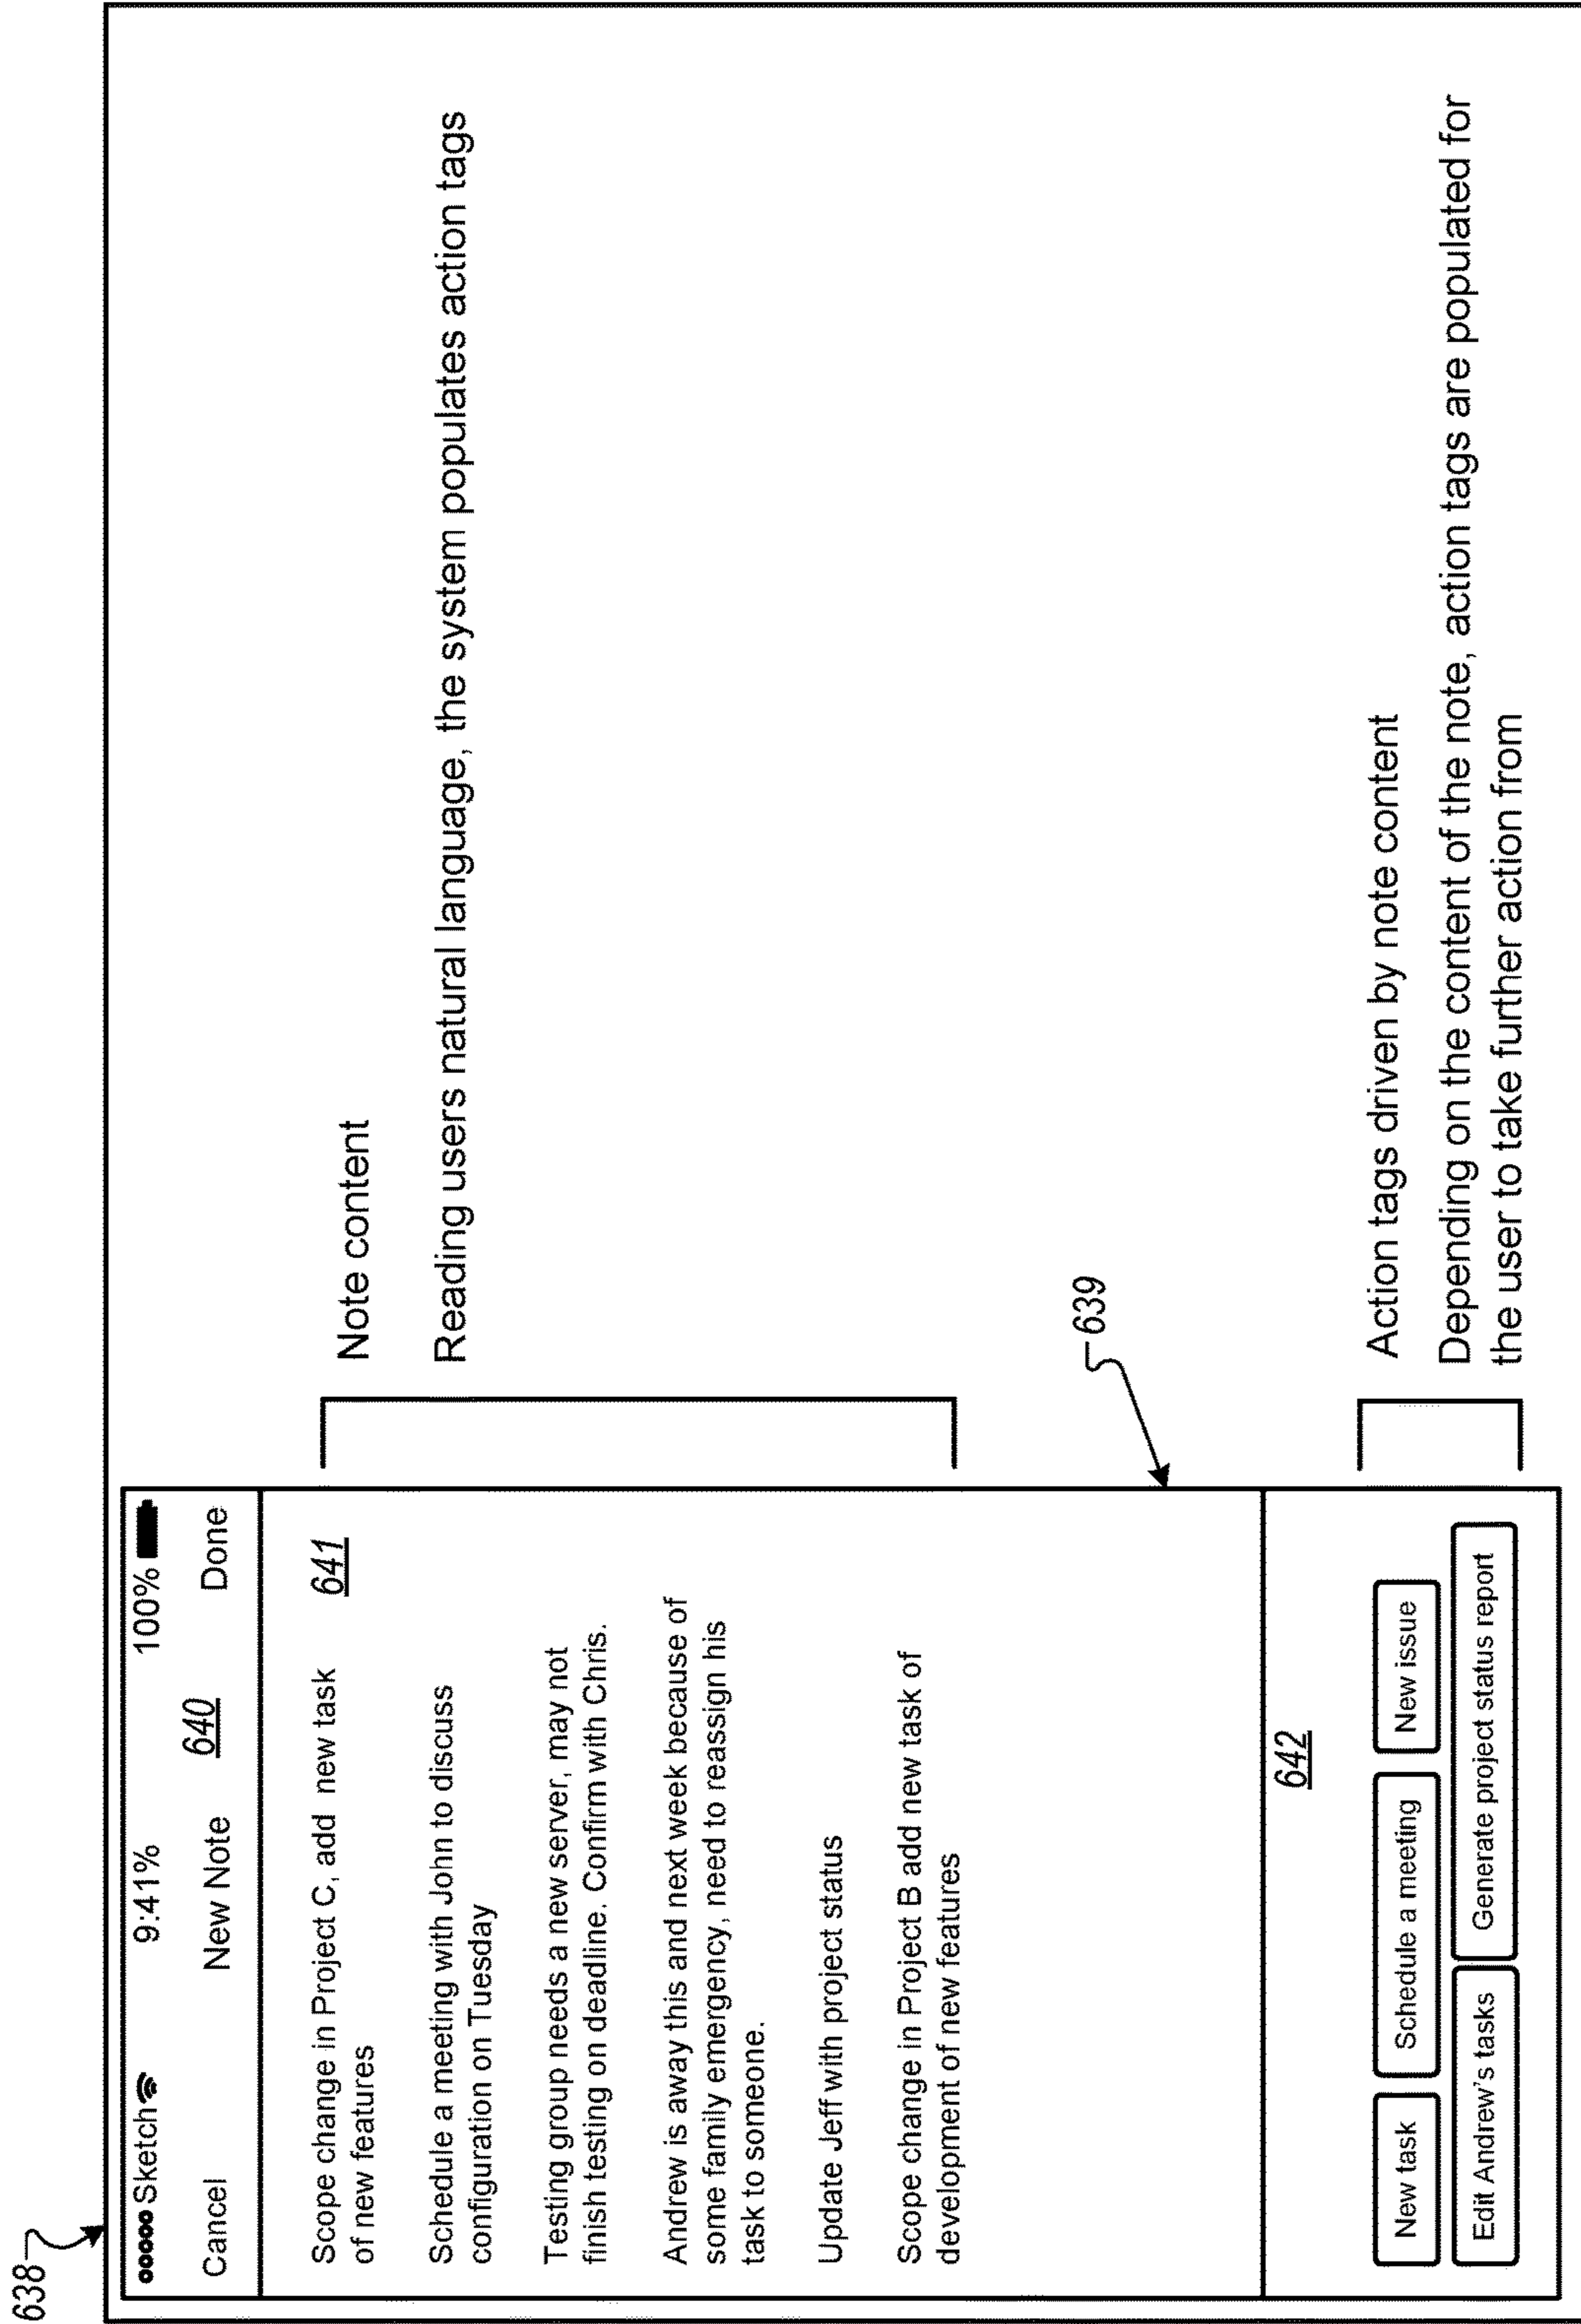 638
ooooo Sketch 9:41% 100%
Cancel New Note 640 Done
Scope change in Project C, add new task 641
of new features
Schedule a meeting with John to discuss
configuration on Tuesday
Testing group needs a new server, may not
finish testing on deadline. Confirm with Chris.
Andrew is away this and next week because of
some family emergency, need to reassign his
task to someone.
Update Jeff with project status
Scope change in Project B add new task of
development of new features
642
New task Schedule a meeting New issue
Edit Andrew's tasks Generate project status report
Note content
Reading users natural language, the system populates action tags
639
Action tags driven by note content
Depending on the content of the note, action tags are populated for
the user to take further action from